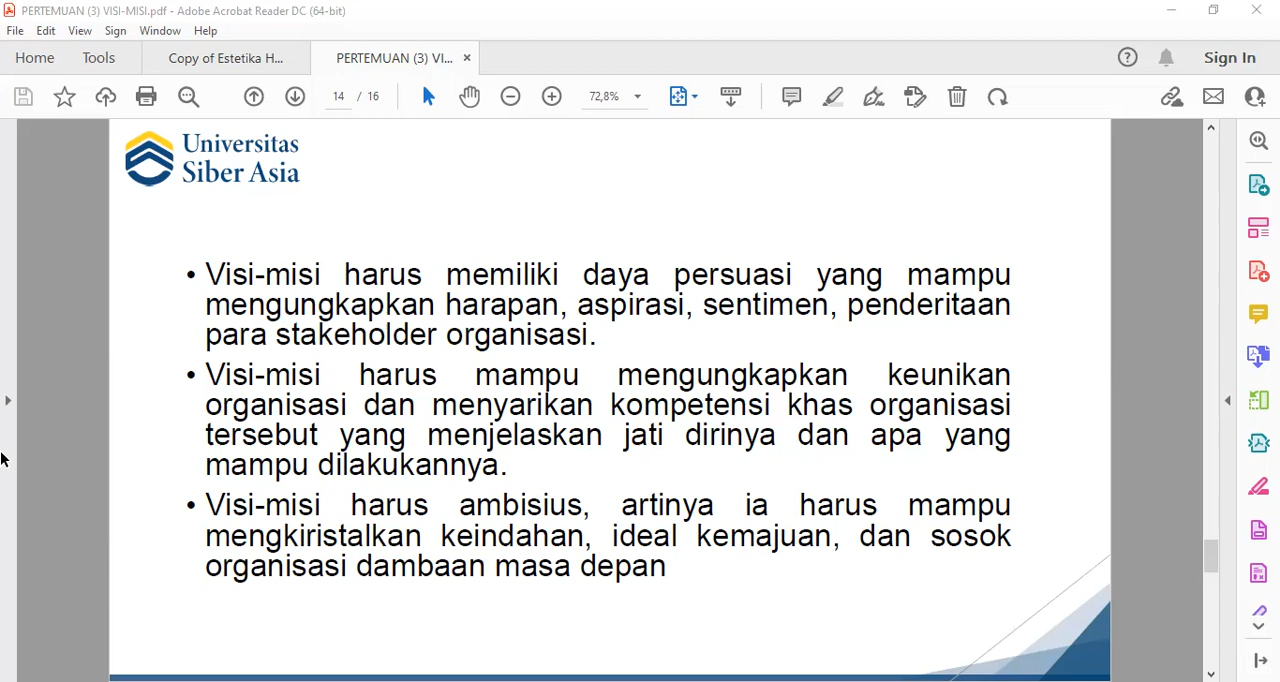 PERTEMUAN (3) VISI-MISI.pdf - Adobe Acrobat Reader DC (64-bit)
File Edit View Sign Window Help
Home Tools Copy of Estetika H... PERTEMUAN (3) VI... × Sign In
14 / 16 72,8%
Universitas
Siber Asia
• Visi-misi harus memiliki daya persuasi yang mampu
mengungkapkan harapan, aspirasi, sentimen, penderitaan
para stakeholder organisasi.
• Visi-misi harus mampu mengungkapkan keunikan
organisasi dan menyarikan kompetensi khas organisasi
tersebut yang menjelaskan jati dirinya dan apa yang
mampu dilakukannya.
• Visi-misi harus ambisius, artinya ia harus mampu
mengkiristalkan keindahan, ideal kemajuan, dan sosok
organisasi dambaan masa depan